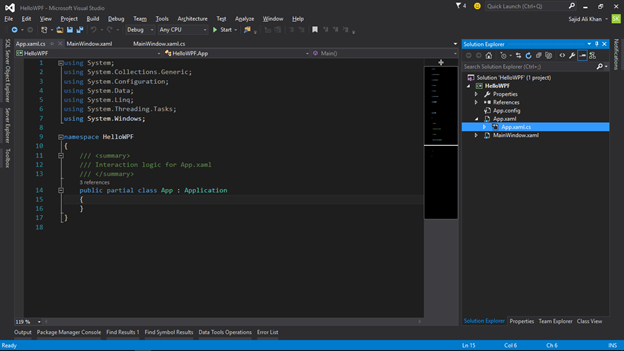 HelloWPF - Microsoft Visual Studio
4
Quick Launch (Ctrl+Q)
FILE Edit View Project Build Debug Team Tools Architecture Test Analyze Window Help
Sajid Ali Khan
SA
Debug Any CPU Start
App.xaml.cs MainWindow.xaml MainWindow.xaml.cs
HelloWPF HelloWPF.App Main()
SQL Server Object Explorer
Server Explorer
Toolbox
1 using System;
2 using System.Collections.Generic;
3 using System.Configuration;
4 using System.Data;
5 using System.Linq;
6 using System.Threading.Tasks;
7 using System.Windows;
8
9 namespace HelloWPF
10 {
11 /// <summary>
12 /// Interaction logic for App.xaml
13 /// </summary>
3 references
14 public partial class App : Application
15 {
16 }
17 }
18
119 %
Solution Explorer
Search Solution Explorer (Ctrl+;)
Solution 'HelloWPF' (1 project)
HelloWPF
Properties
References
App.config
App.xaml
App.xaml.cs
MainWindow.xaml
Notifications
Solution Explorer Properties Team Explorer Class View
Output Package Manager Console Find Results 1 Find Symbol Results Data Tools Operations Error List
Ready Ln 15 Col 6 Ch 6 INS